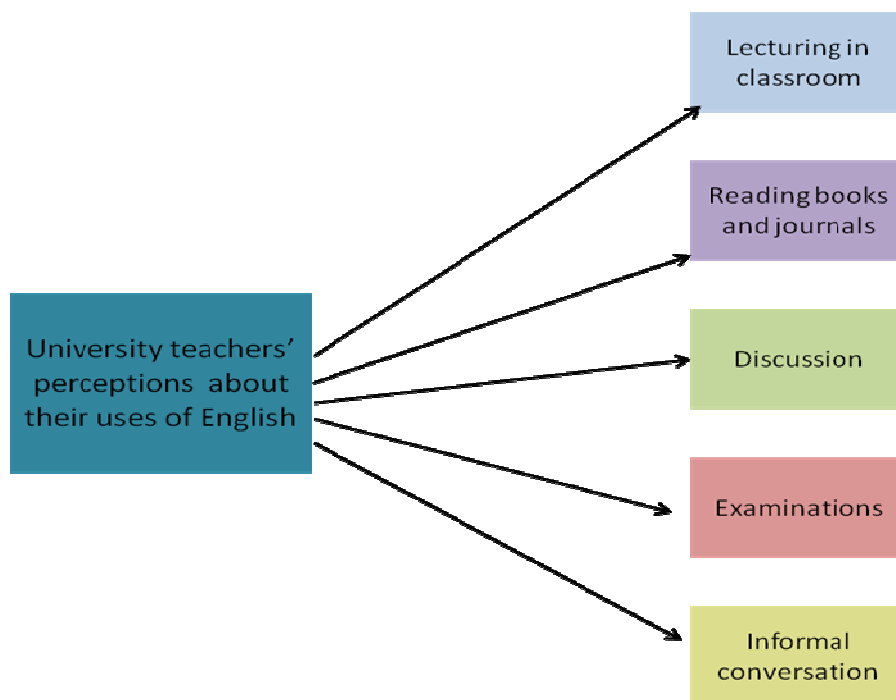 Lecturing in
classroom
Reading books
and journals
University teachers’
perceptions about
their uses of English
Discussion
Examinations
Informal
conversation